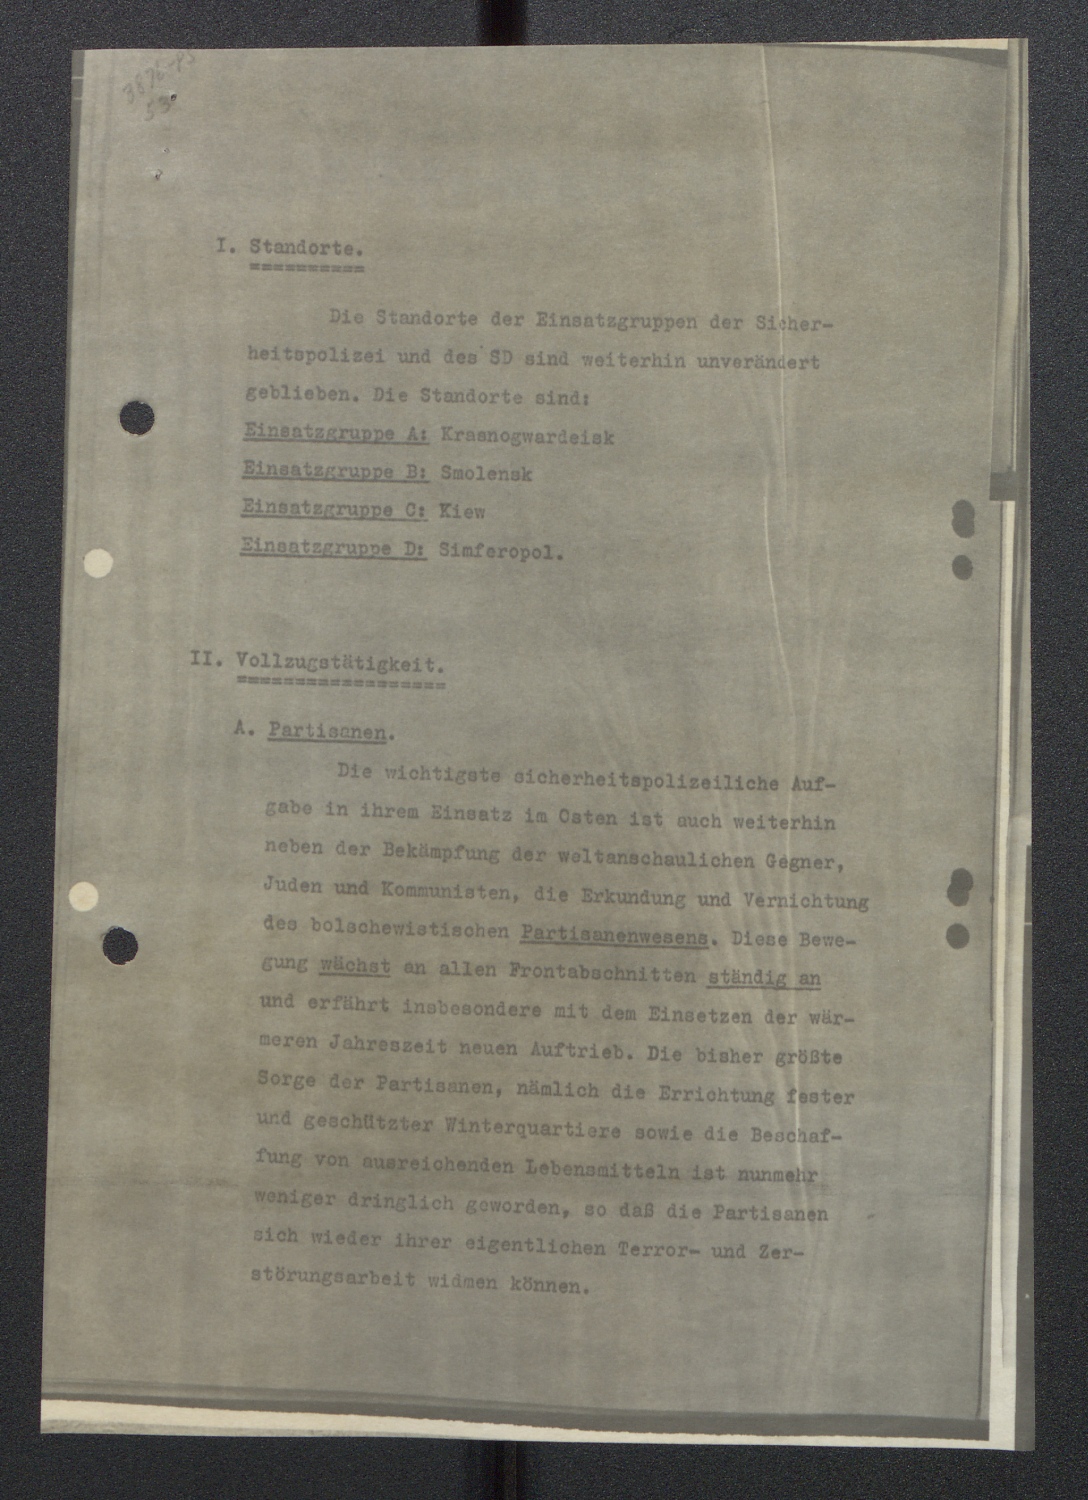 3876-PS
53
I. Standorte.
==========
Die Standorte der Einsatzgruppen der Sicher-
heitspolizei und des SD sind weiterhin unverändert
geblieben. Die Standorte sind:
Einsatzgruppe A: Krasnogwardeisk
Einsatzgruppe B: Smolensk
Einsatzgruppe C: Kiew
Einsatzgruppe D: Simferopol.
II. Vollzugstätigkeit.
==================
A. Partisanen.
Die wichtigste sicherheitspolizeiliche Auf-
gabe in ihrem Einsatz im Osten ist auch weiterhin
neben der Bekämpfung der weltanschaulichen Gegner,
Juden und Kommunisten, die Erkundung und Vernichtung
des bolschewistischen Partisanenwesens. Diese Bewe-
gung wächst an allen Frontabschnitten ständig an
und erfährt insbesondere mit dem Einsetzen der wär-
meren Jahreszeit neuen Auftrieb. Die bisher größte
Sorge der Partisanen, nämlich die Errichtung fester
und geschützter Winterquartiere sowie die Beschaf-
fung von ausreichenden Lebensmitteln ist nunmehr
weniger dringlich geworden, so daß die Partisanen
sich wieder ihrer eigentlichen Terror- und Zer-
störungsarbeit widmen können.